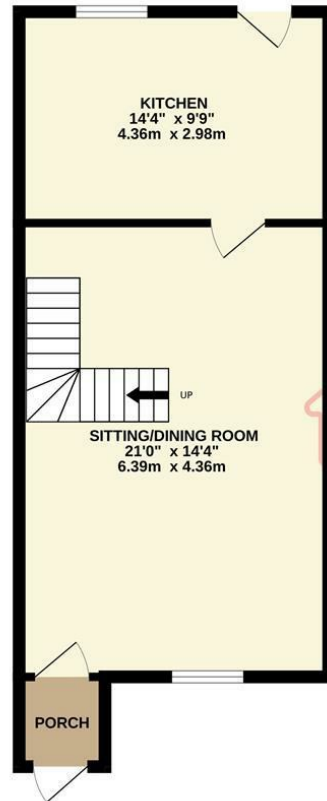 KITCHEN
14'4" x 9'9"
4.36m x 2.98m
UP
SITTING/DINING ROOM
21'0" x 14'4"
6.39m x 4.36m
PORCH